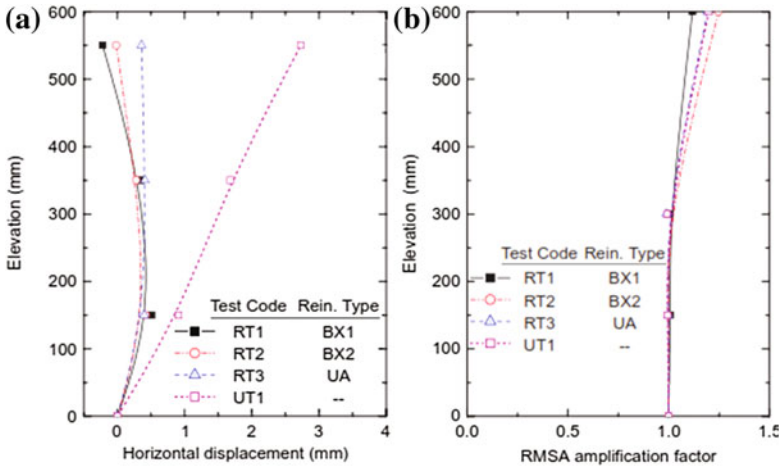 (a)
600
500
400
300
200
100
0
Elevation (mm)
Test Code Rein. Type
RT1 BX1
RT2 BX2
RT3 UA
UT1 --
0 1 2 3 4
Horizontal displacement (mm)
(b)
600
500
400
300
200
100
0
Elevation (mm)
Test Code Rein. Type
RT1 BX1
RT2 BX2
RT3 UA
UT1 --
0.0 0.5 1.0 1.5
RMSA amplification factor